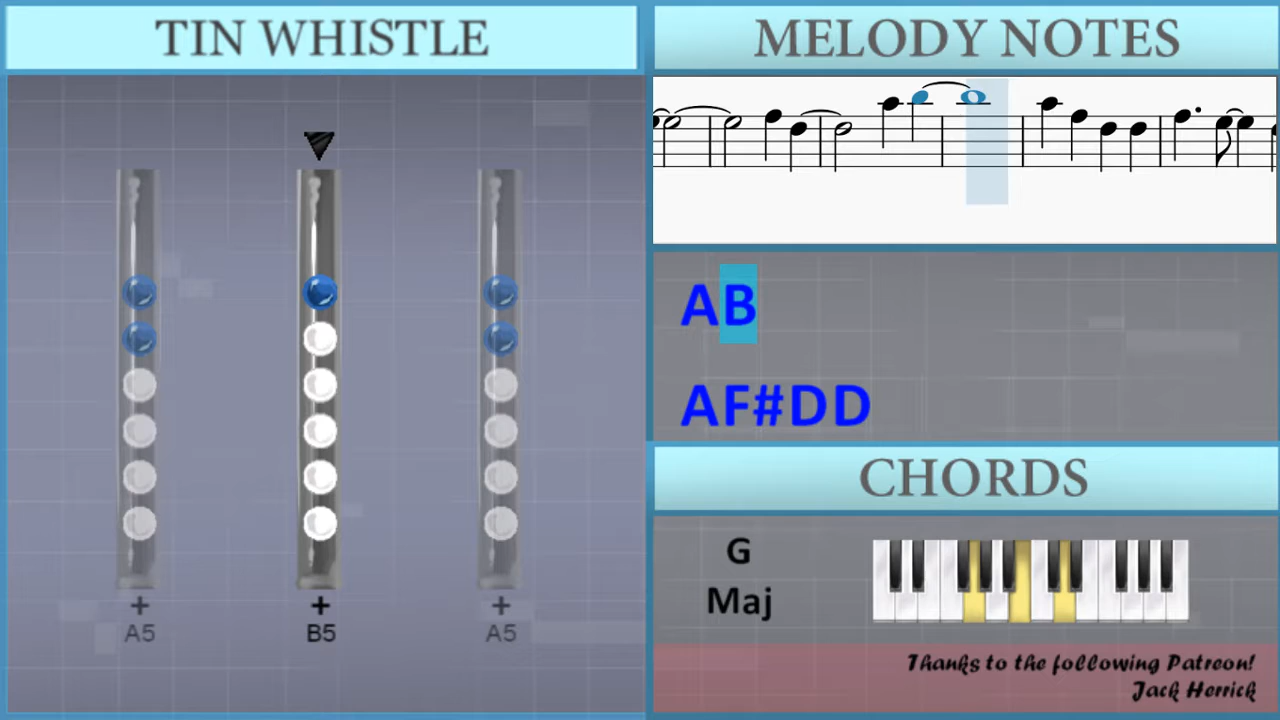 TIN WHISTLE
+
A5
+
B5
+
A5
MELODY NOTES
AB
AF#DD
CHORDS
G
Maj
Thanks to the following Patreon!
Jack Herrick